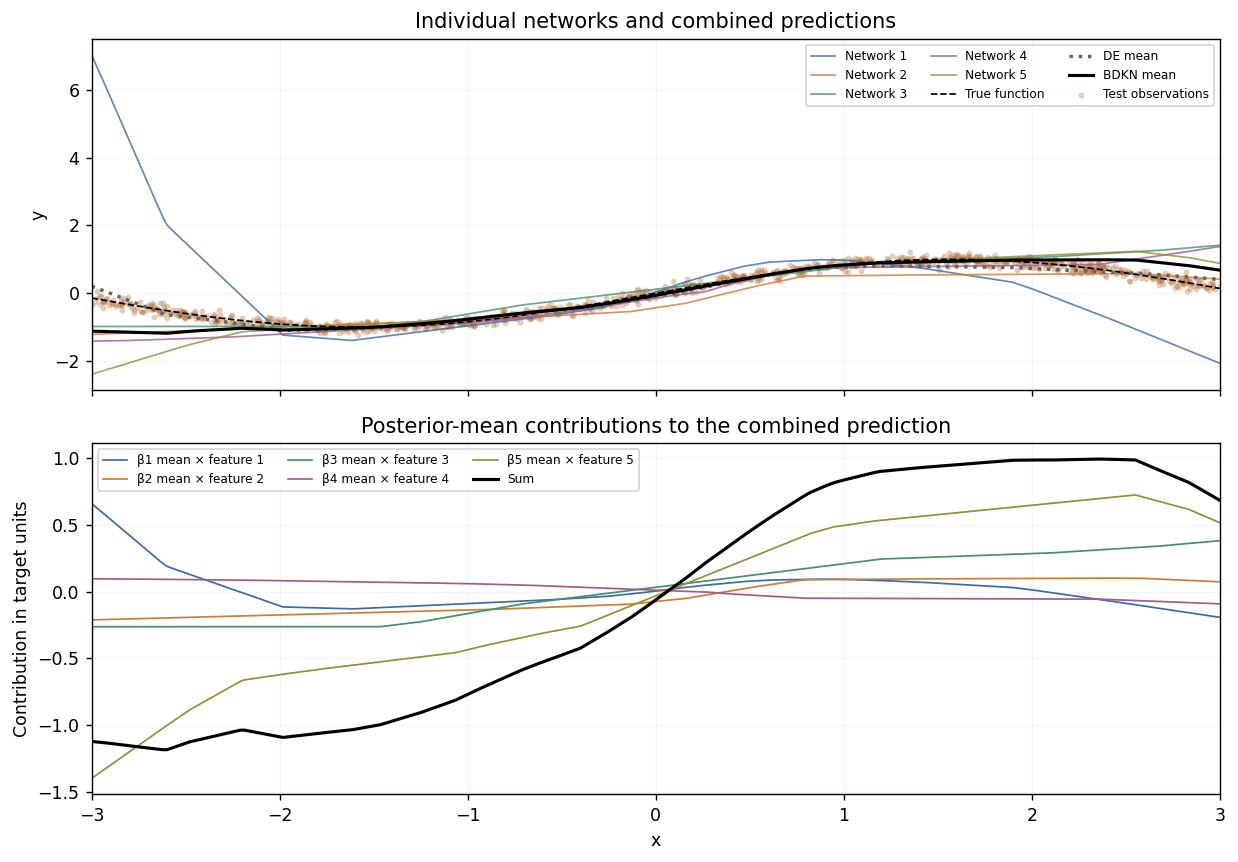 Individual networks and combined predictions
Network 1
Network 2
Network 3
Network 4
Network 5
True function
DE mean
BDKN mean
Test observations
6
4
2
0
−2
y
Posterior-mean contributions to the combined prediction
β1 mean × feature 1
β2 mean × feature 2
β3 mean × feature 3
β4 mean × feature 4
β5 mean × feature 5
Sum
1.0
0.5
0.0
−0.5
−1.0
−1.5
Contribution in target units
−3 −2 −1 0 1 2 3
x